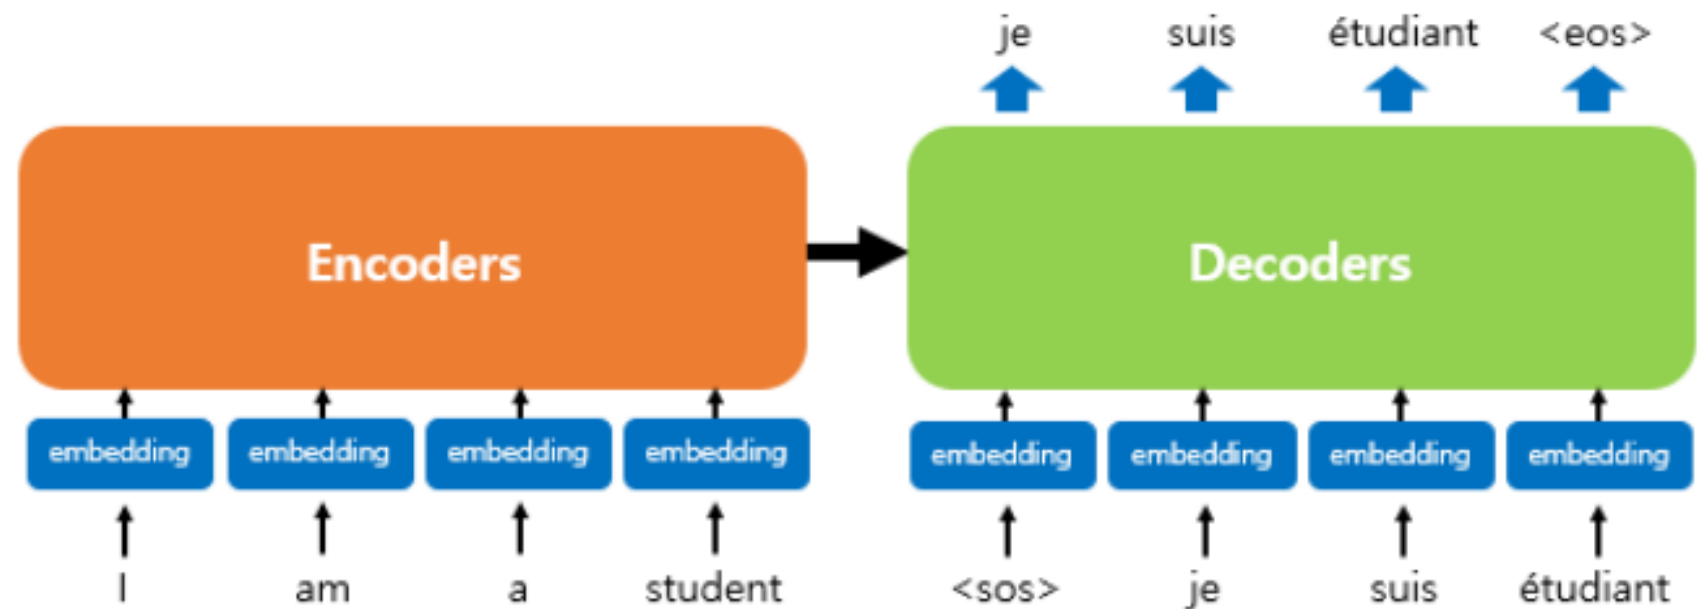 je suis étudiant <eos>
Encoders Decoders
embedding embedding embedding embedding embedding embedding embedding embedding
I am a student <sos> je suis étudiant